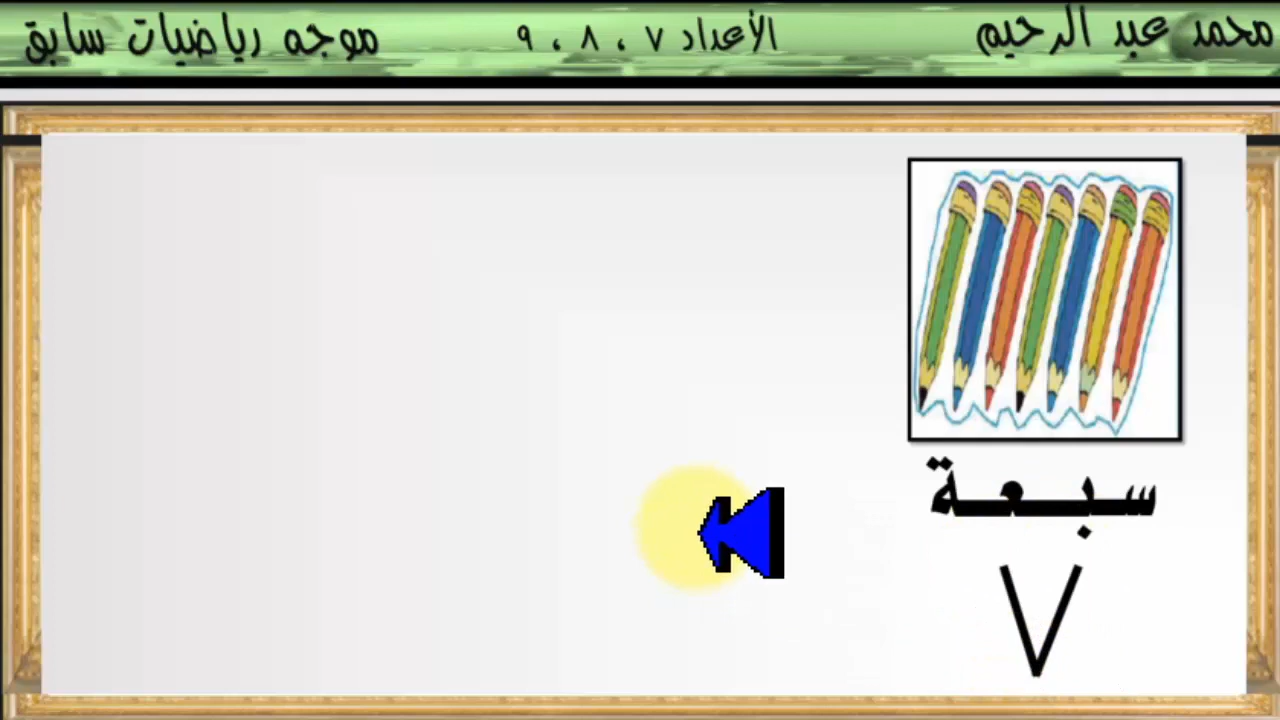 محمد عبد الرحيم
الأعداد ٧ ، ٨ ، ٩
موجه رياضيات سابق
سبعة
٧